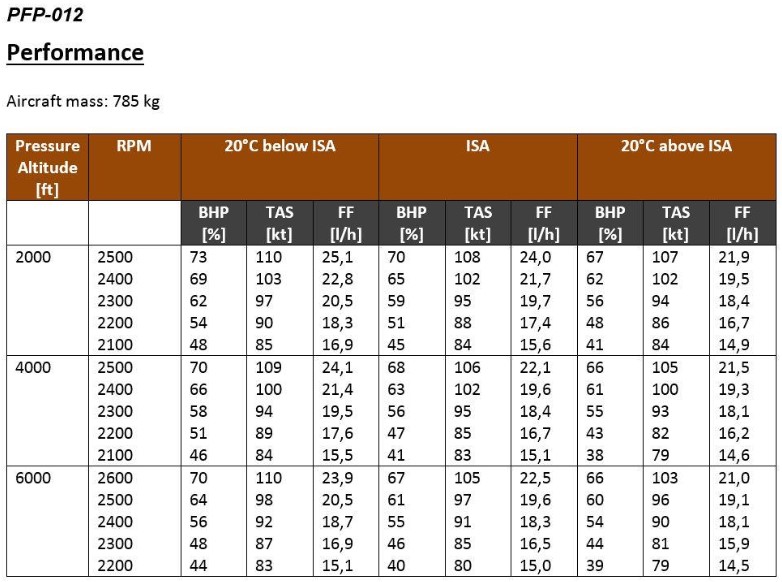 PFP-012
Performance
Aircraft mass: 785 kg
Pressure Altitude [ft] RPM 20°C below ISA ISA 20°C above ISA
BHP [%] TAS [kt] FF [l/h] BHP [%] TAS [kt] FF [l/h] BHP [%] TAS [kt] FF [l/h]
2000 2500 73 110 25,1 70 108 24,0 67 107 21,9
2400 69 103 22,8 65 102 21,7 62 102 19,5
2300 62 97 20,5 59 95 19,7 56 94 18,4
2200 54 90 18,3 51 88 17,4 48 86 16,7
2100 48 85 16,9 45 84 15,6 41 84 14,9
4000 2500 70 109 24,1 68 106 22,1 66 105 21,5
2400 66 100 21,4 63 102 19,6 61 100 19,3
2300 58 94 19,5 56 95 18,4 55 93 18,1
2200 51 89 17,6 47 85 16,7 43 82 16,2
2100 46 84 15,5 41 83 15,1 38 79 14,6
6000 2600 70 110 23,9 67 105 22,5 66 103 21,0
2500 64 98 20,5 61 97 19,6 60 96 19,1
2400 56 92 18,7 55 91 18,3 54 90 18,1
2300 48 87 16,9 46 85 16,5 44 81 15,9
2200 44 83 15,1 40 80 15,0 39 79 14,5